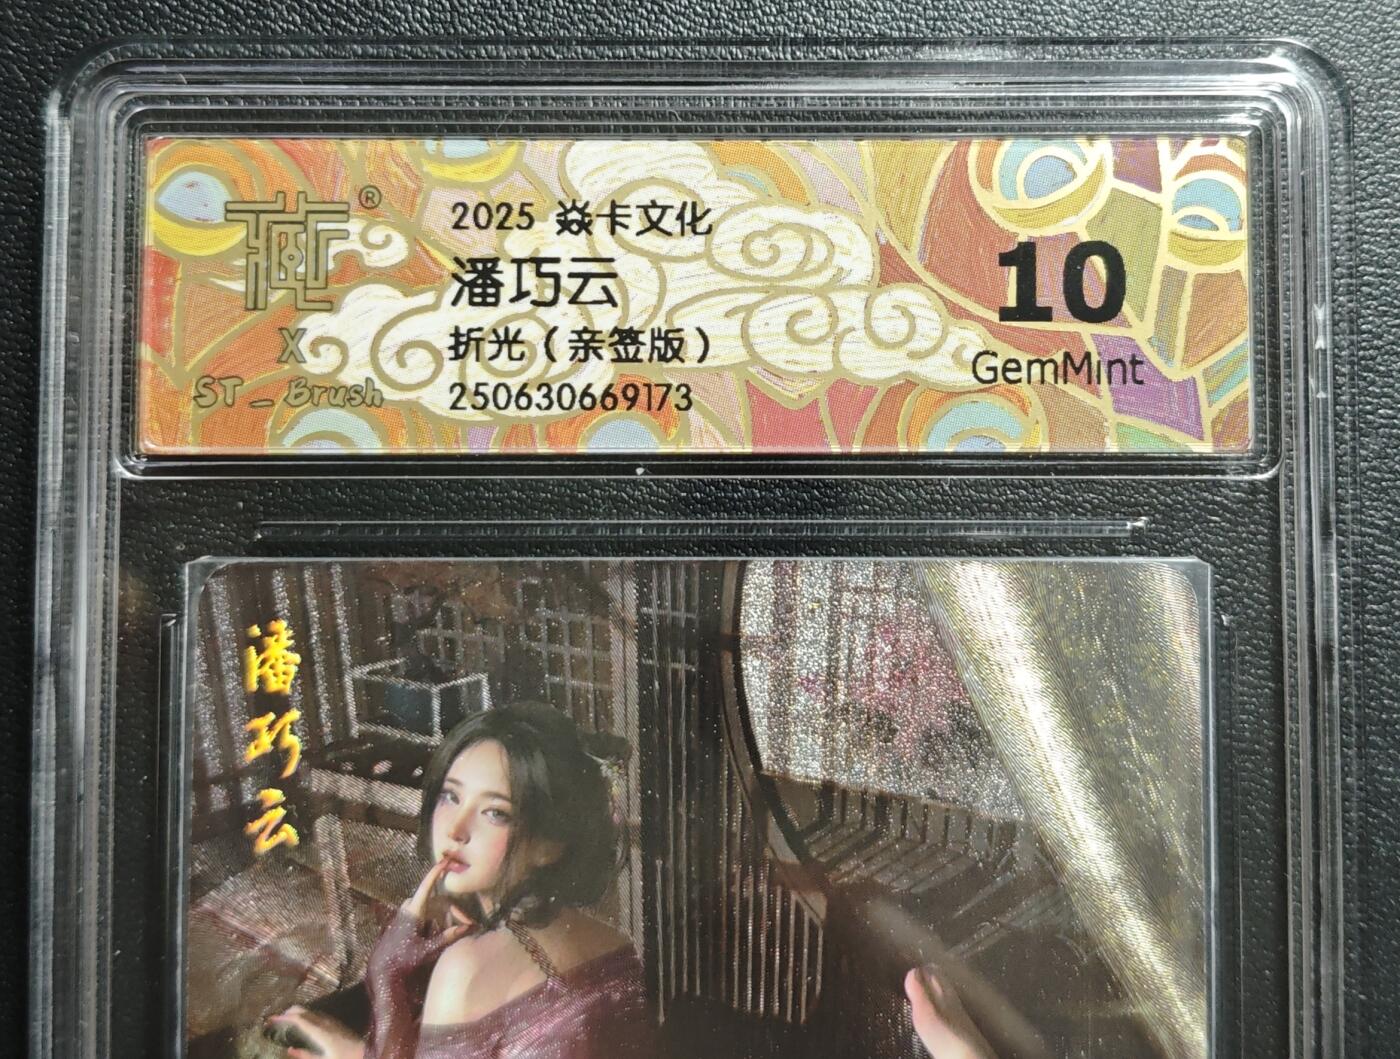 藏®
X
ST_Brush
2025 焱卡文化
潘巧云
折光（亲签版）
250630669173
10
GemMint
潘巧云